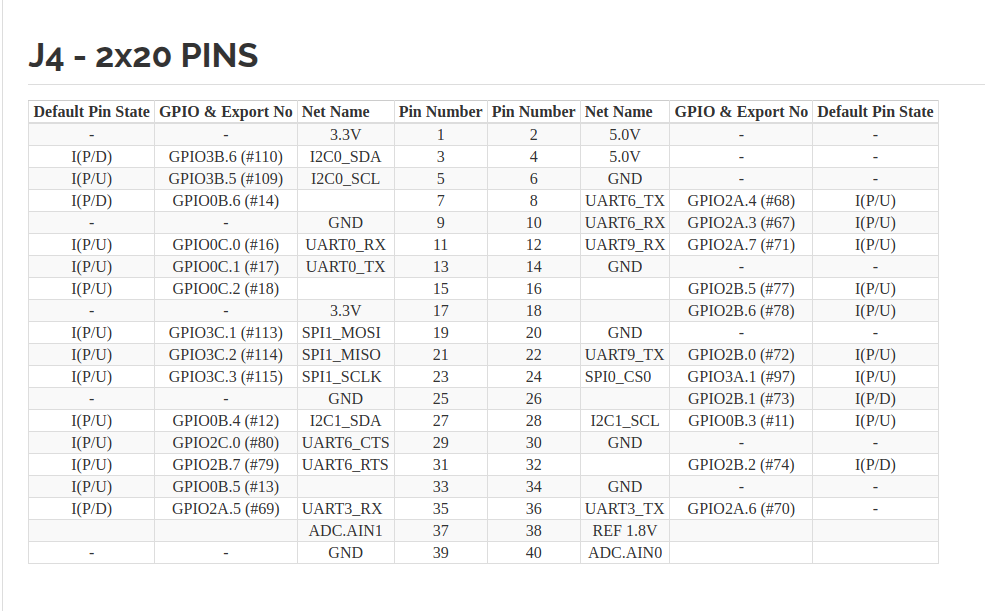 J4 - 2x20 PINS
Default Pin State GPIO & Export No Net Name Pin Number Pin Number Net Name GPIO & Export No Default Pin State
- - 3.3V 1 2 5.0V - -
I(P/D) GPIO3B.6 (#110) I2C0_SDA 3 4 5.0V - -
I(P/U) GPIO3B.5 (#109) I2C0_SCL 5 6 GND - -
I(P/D) GPIO0B.6 (#14) 7 8 UART6_TX GPIO2A.4 (#68) I(P/U)
- - GND 9 10 UART6_RX GPIO2A.3 (#67) I(P/U)
I(P/U) GPIO0C.0 (#16) UART0_RX 11 12 UART9_RX GPIO2A.7 (#71) I(P/U)
I(P/U) GPIO0C.1 (#17) UART0_TX 13 14 GND - -
I(P/U) GPIO0C.2 (#18) 15 16 GPIO2B.5 (#77) I(P/U)
- - 3.3V 17 18 GPIO2B.6 (#78) I(P/U)
I(P/U) GPIO3C.1 (#113) SPI1_MOSI 19 20 GND - -
I(P/U) GPIO3C.2 (#114) SPI1_MISO 21 22 UART9_TX GPIO2B.0 (#72) I(P/U)
I(P/U) GPIO3C.3 (#115) SPI1_SCLK 23 24 SPI0_CS0 GPIO3A.1 (#97) I(P/U)
- - GND 25 26 GPIO2B.1 (#73) I(P/D)
I(P/U) GPIO0B.4 (#12) I2C1_SDA 27 28 I2C1_SCL GPIO0B.3 (#11) I(P/U)
I(P/U) GPIO2C.0 (#80) UART6_CTS 29 30 GND - -
I(P/U) GPIO2B.7 (#79) UART6_RTS 31 32 GPIO2B.2 (#74) I(P/D)
I(P/U) GPIO0B.5 (#13) 33 34 GND - -
I(P/D) GPIO2A.5 (#69) UART3_RX 35 36 UART3_TX GPIO2A.6 (#70) -
ADC.AIN1 37 38 REF 1.8V
- - GND 39 40 ADC.AIN0